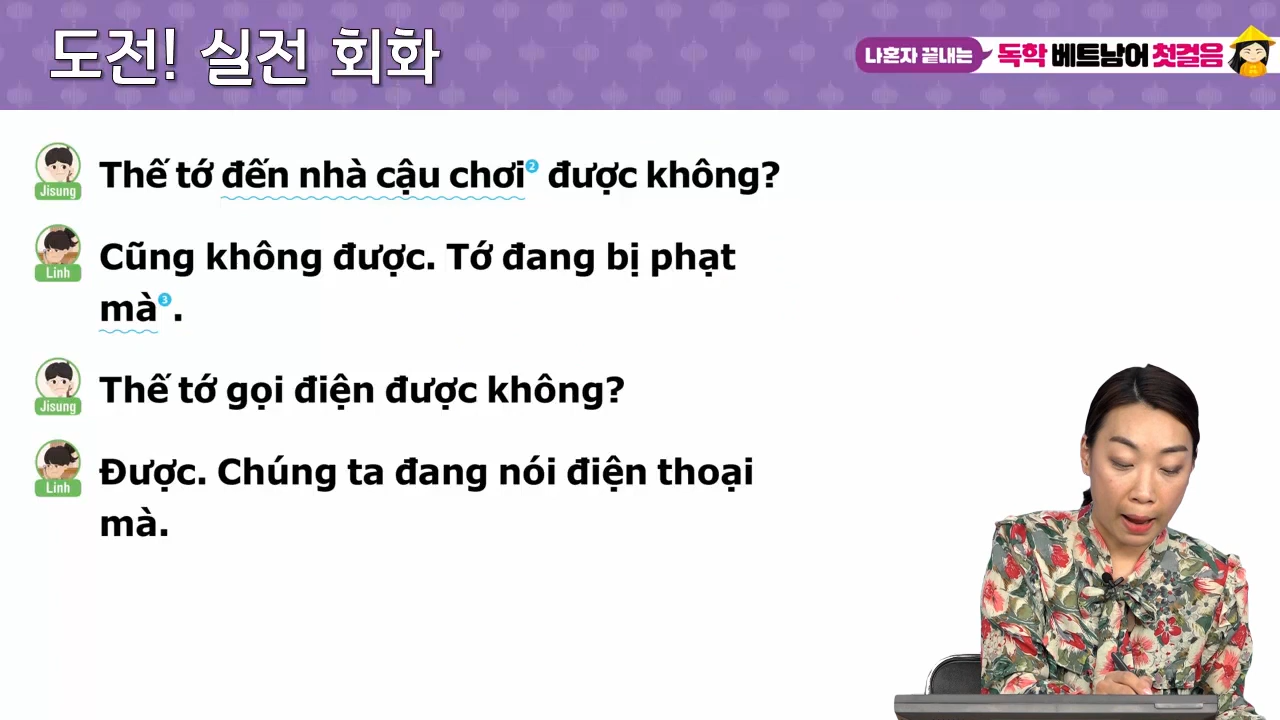 도전! 실전 회화
나혼자 끝내는 독학 베트남어 첫걸음
Jisung
Thế tớ đến nhà cậu chơi2 được không?
Linh
Cũng không được. Tớ đang bị phạt
mà3.
Jisung
Thế tớ gọi điện được không?
Linh
Được. Chúng ta đang nói điện thoại
mà.